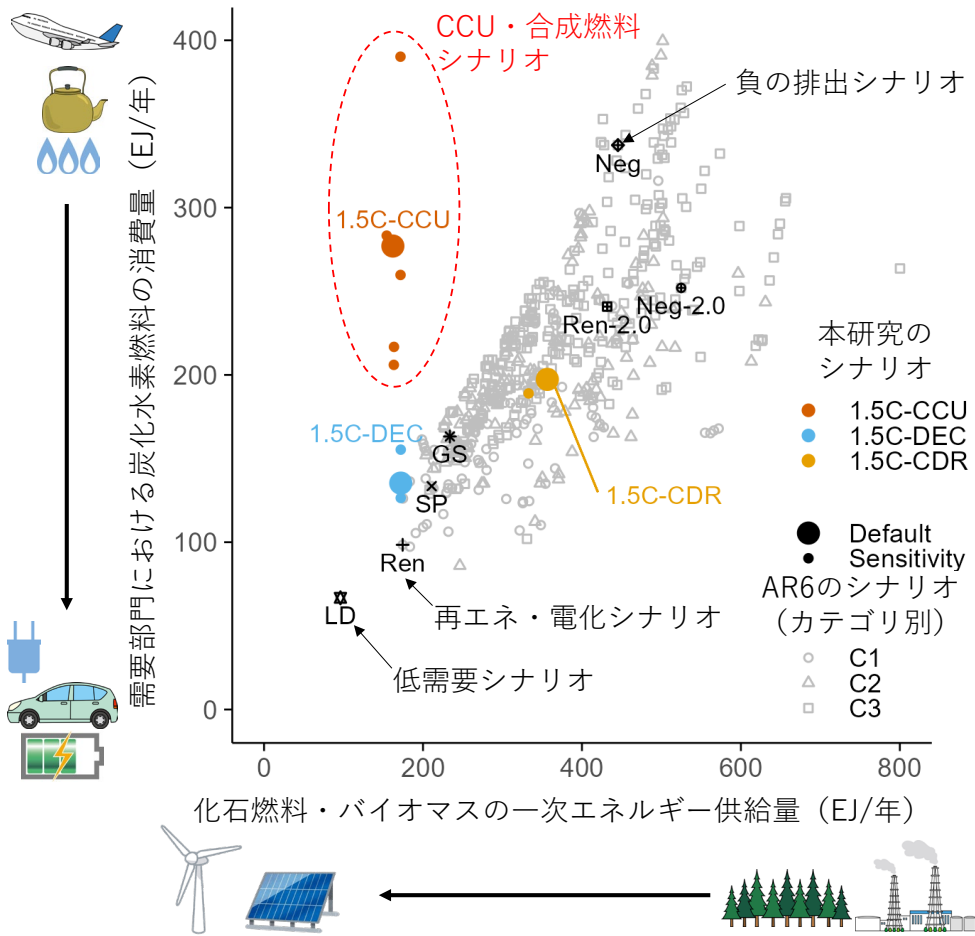 CCU・合成燃料
シナリオ
負の排出シナリオ
400
300
200
100
0
需要部門における炭化水素燃料の消費量（EJ/年）
Neg
1.5C-CCU
Neg-2.0
Ren-2.0
本研究の
シナリオ
1.5C-CCU
1.5C-DEC
1.5C-CDR
1.5C-DEC
GS
1.5C-CDR
SP
Default
Sensitivity
Ren
AR6のシナリオ
（カテゴリ別）
C1
C2
C3
LD
再エネ・電化シナリオ
低需要シナリオ
0
200
400
600
800
化石燃料・バイオマスの一次エネルギー供給量（EJ/年）